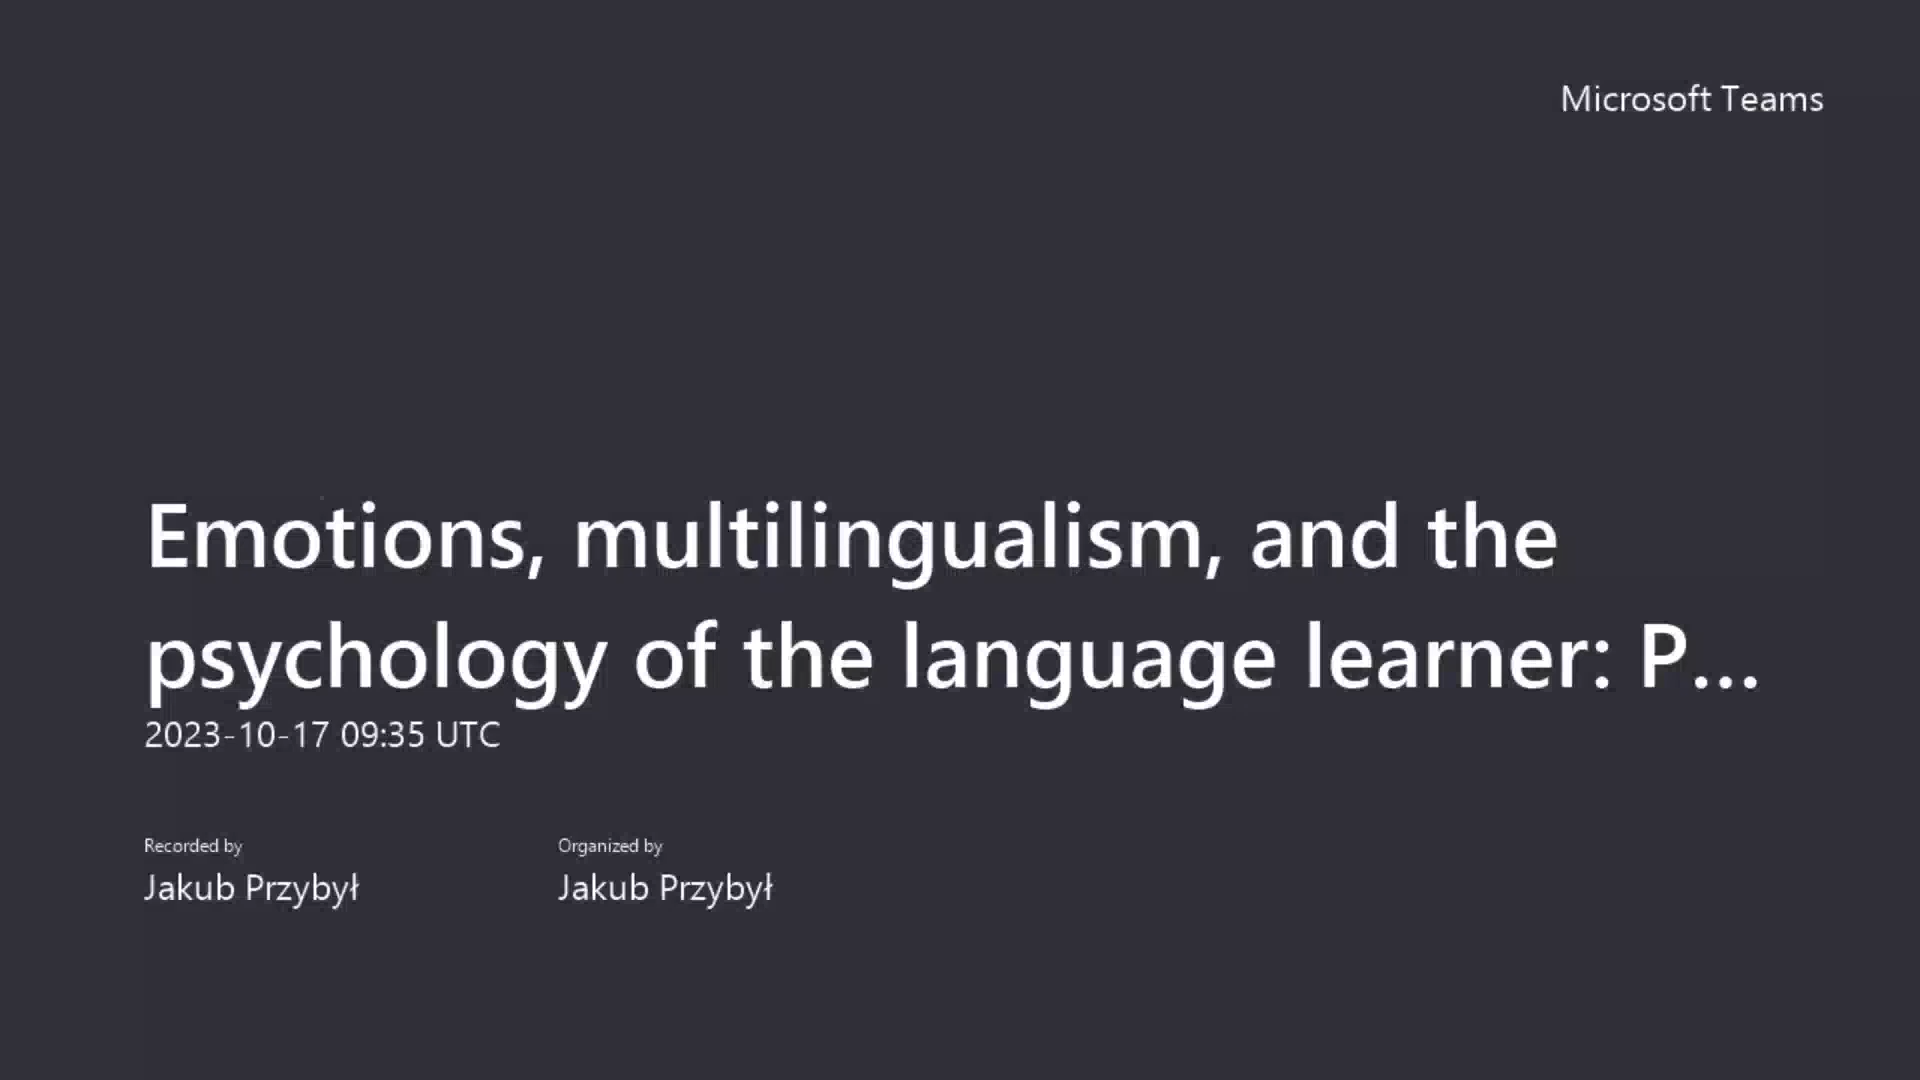 Microsoft Teams
Emotions, multilingualism, and the
psychology of the language learner: P...
2023-10-17 09:35 UTC
Recorded by
Jakub Przybył
Organized by
Jakub Przybył